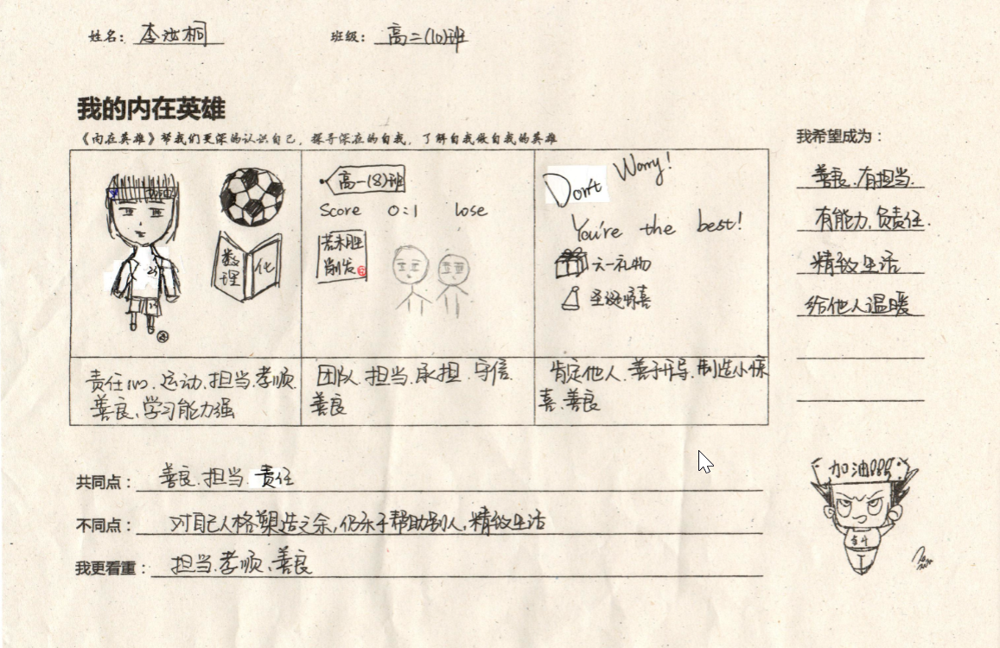 姓名： 李汝桐
班级： 高二(10)班
我的内在英雄
《内在英雄》帮我们更深的认识自己，探寻深在的自我，了解自我做自我的英雄
我希望成为：
善良、有担当.
有能力、负责任.
精致生活
给他人温暖
数理
化
高一(8)班
Score 0:1 lose
若未胜
削发
Don't Worry!
You're the best!
六一礼物
圣诞惊喜
责任心、运动、担当、孝顺
善良、学习能力强
团队、担当、承担、守信、
善良
肯定他人、善于开导、制造小惊
喜、善良
共同点： 善良、担当、责任
不同点： 对自己人格塑造之余,仍乐于帮助别人,精致生活
我更看重： 担当、孝顺、善良
加油
奋斗